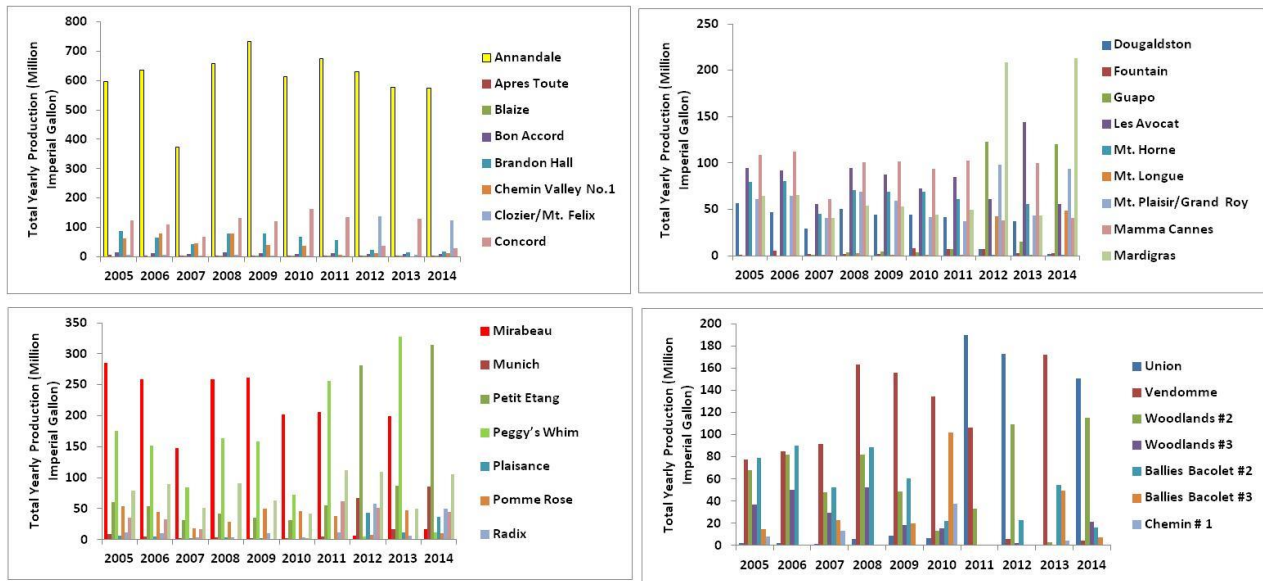 Total Yearly Production (Million
Imperial Gallon)
800
700
600
500
400
300
200
100
0
2005 2006 2007 2008 2009 2010 2011 2012 2013 2014
Annandale
Apres Toute
Blaize
Bon Accord
Brandon Hall
Chemin Valley No.1
Clozier/Mt. Felix
Concord
Total Yearly Production (Million
Imperial Gallon)
250
200
150
100
50
0
2005 2006 2007 2008 2009 2010 2011 2012 2013 2014
Dougaldston
Fountain
Guapo
Les Avocat
Mt. Horne
Mt. Longue
Mt. Plaisir/Grand Roy
Mamma Cannes
Mardigras
Total Yearly Production (Million
Imperial Gallon)
350
300
250
200
150
100
50
0
2005 2006 2007 2008 2009 2010 2011 2012 2013 2014
Mirabeau
Munich
Petit Etang
Peggy's Whim
Plaisance
Pomme Rose
Radix
Total Yearly Production (Million
Imperial Gallon)
200
180
160
140
120
100
80
60
40
20
0
2005 2006 2007 2008 2009 2010 2011 2012 2013 2014
Union
Vendomme
Woodlands #2
Woodlands #3
Ballies Bacolet #2
Ballies Bacolet #3
Chemin # 1